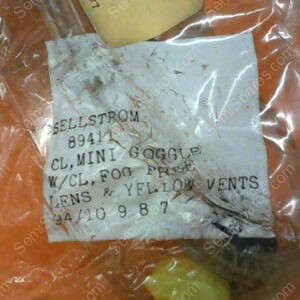 SELLSTROM
89411
CL,MINI GOGGLE
W/CL,FOG FREE
LENS & YELLOW VENTS
94/10 9 8 7